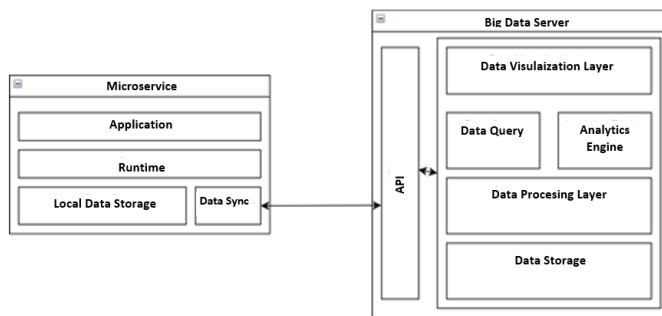 Big Data Server
Microservice
Application
Runtime
Local Data Storage
Data Sync
API
Data Visulaization Layer
Data Query
Analytics
Engine
Data Procesing Layer
Data Storage